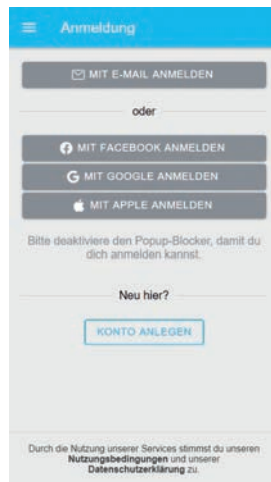 Anmeldung
MIT E-MAIL ANMELDEN
oder
MIT FACEBOOK ANMELDEN
MIT GOOGLE ANMELDEN
MIT APPLE ANMELDEN
Bitte deaktiviere den Popup-Blocker, damit du
dich anmelden kannst.
Neu hier?
KONTO ANLEGEN
Durch die Nutzung unserer Services stimmst du unseren
Nutzungsbedingungen und unserer
Datenschutzerklärung zu.